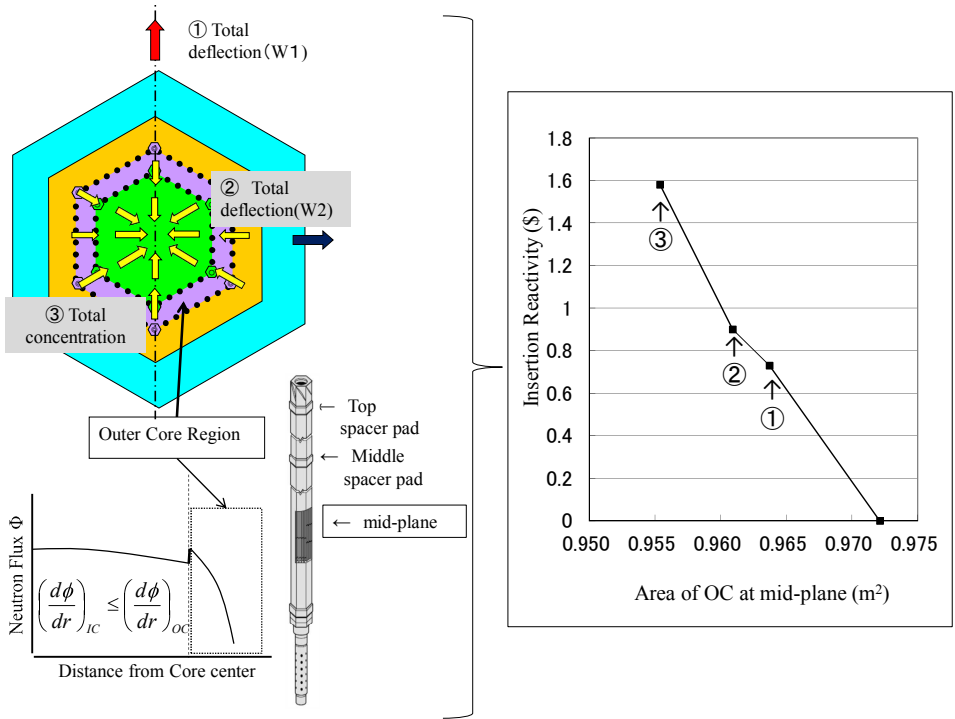 ① Total
deflection(W1)
② Total
deflection(W2)
③ Total
concentration
Outer Core Region
Top
spacer pad
Middle
spacer pad
← mid-plane
Neutron Flux Φ
(dϕ/dr)IC ≤ (dϕ/dr)OC
Distance from Core center
Insertion Reactivity ($)
1.8
1.6
1.4
1.2
1
0.8
0.6
0.4
0.2
0
③
②
①
0.950 0.955 0.960 0.965 0.970 0.975
Area of OC at mid-plane (m²)